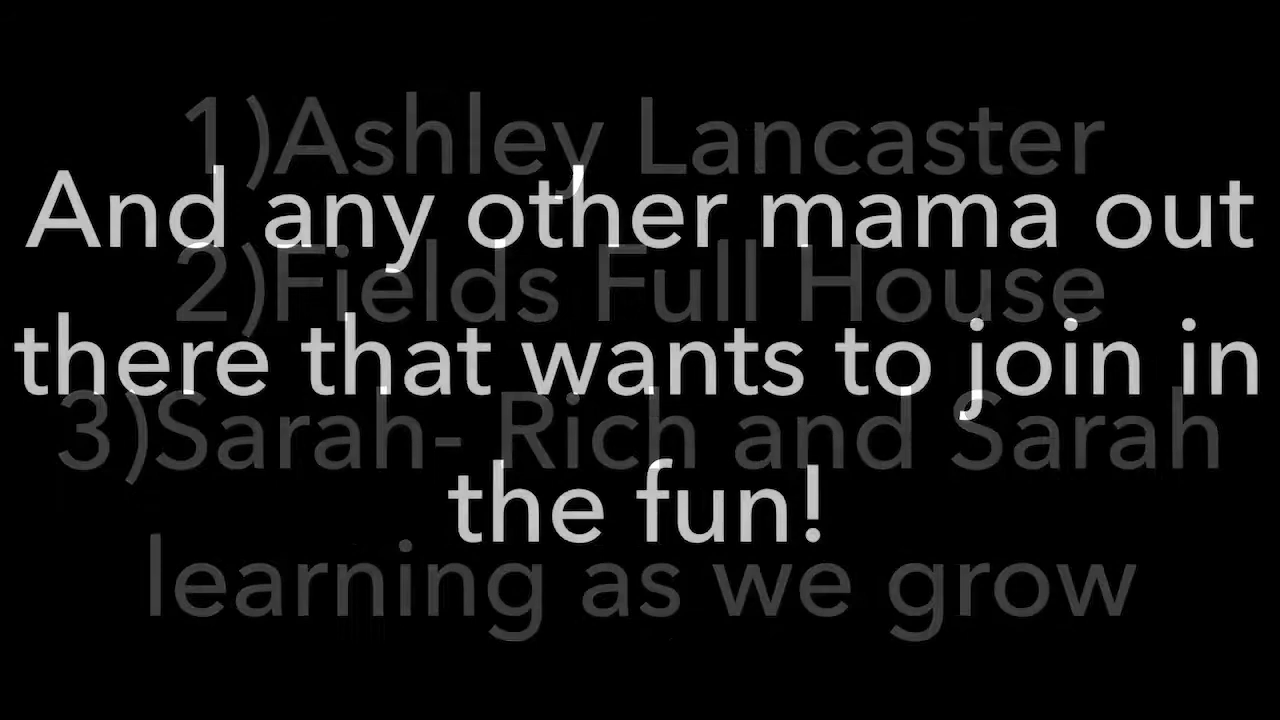 1)Ashley Lancaster
And any other mama out
2)Fields Full House
there that wants to join in
3)Sarah- Rich and Sarah
the fun!
learning as we grow